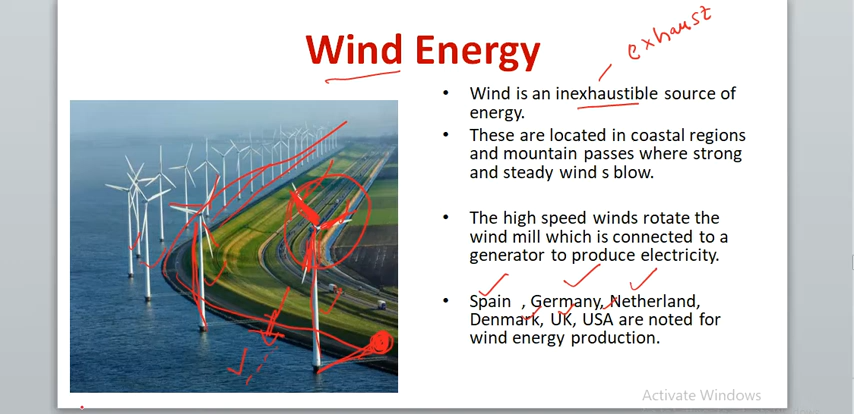 Wind Energy
exhaust
• Wind is an inexhaustible source of
energy.
• These are located in coastal regions
and mountain passes where strong
and steady wind s blow.
• The high speed winds rotate the
wind mill which is connected to a
generator to produce electricity.
• Spain , Germany, Netherland,
Denmark, UK, USA are noted for
wind energy production.
Activate Windows